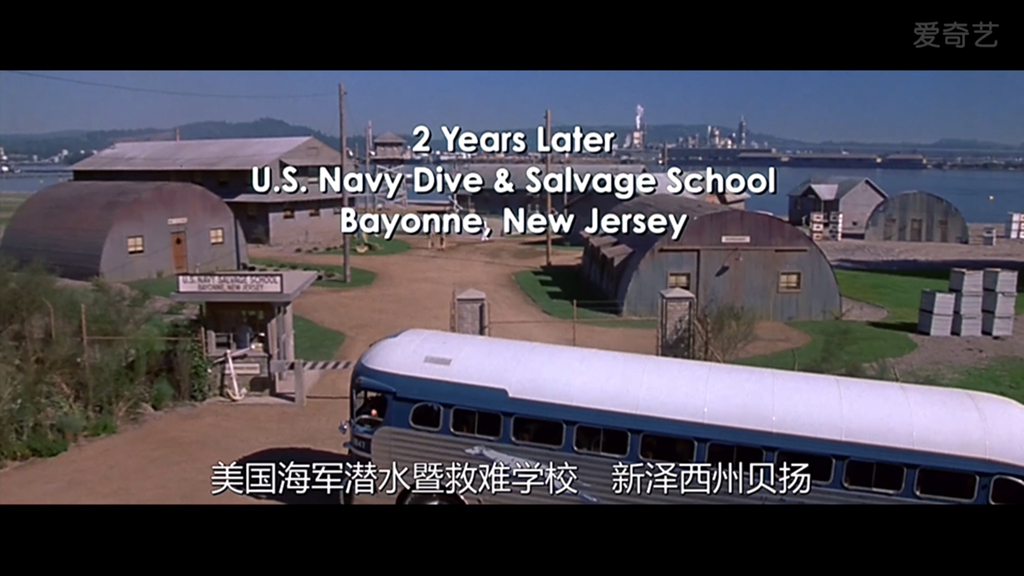 爱奇艺
2 Years Later
U.S. Navy Dive & Salvage School
Bayonne, New Jersey
U.S. NAVY SALVAGE SCHOOL
BAYONNE, NEW JERSEY
美国海军潜水暨救难学校 新泽西州贝扬